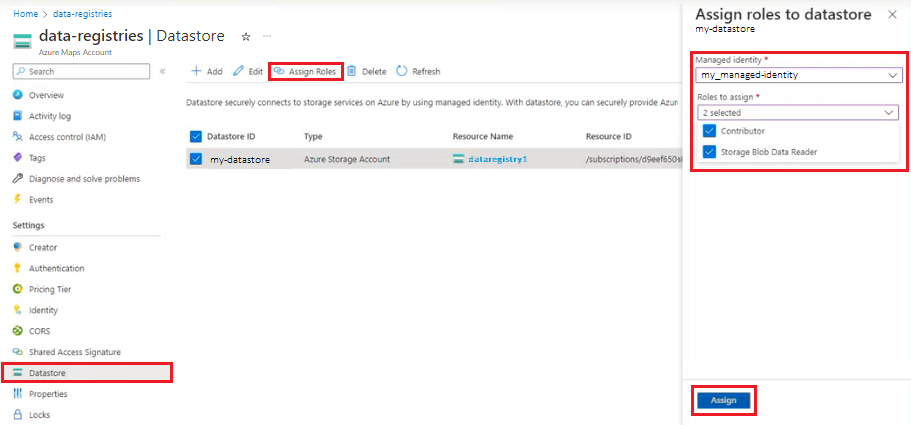 Home > data-registries
data-registries | Datastore ☆ ...
Azure Maps Account
Search «
Overview
Activity log
Access control (IAM)
Tags
Diagnose and solve problems
Events
Settings
Creator
Authentication
Pricing Tier
Identity
CORS
Shared Access Signature
Datastore
Properties
Locks
Add Edit Assign Roles Delete Refresh
Datastore securely connects to storage services on Azure by using managed identity. With datastore, you can securely provide Azur
Datastore ID Type Resource Name Resource ID
my-datastore Azure Storage Account dataregistry1 /subscriptions/d9eef650s
Assign roles to datastore
my-datastore
Managed identity *
my_managed-identity
Roles to assign *
2 selected
Contributor
Storage Blob Data Reader
Assign